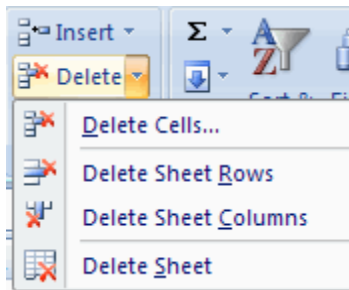 Insert
Σ
A
Z
Delete
Delete Cells...
Delete Sheet Rows
Delete Sheet Columns
Delete Sheet